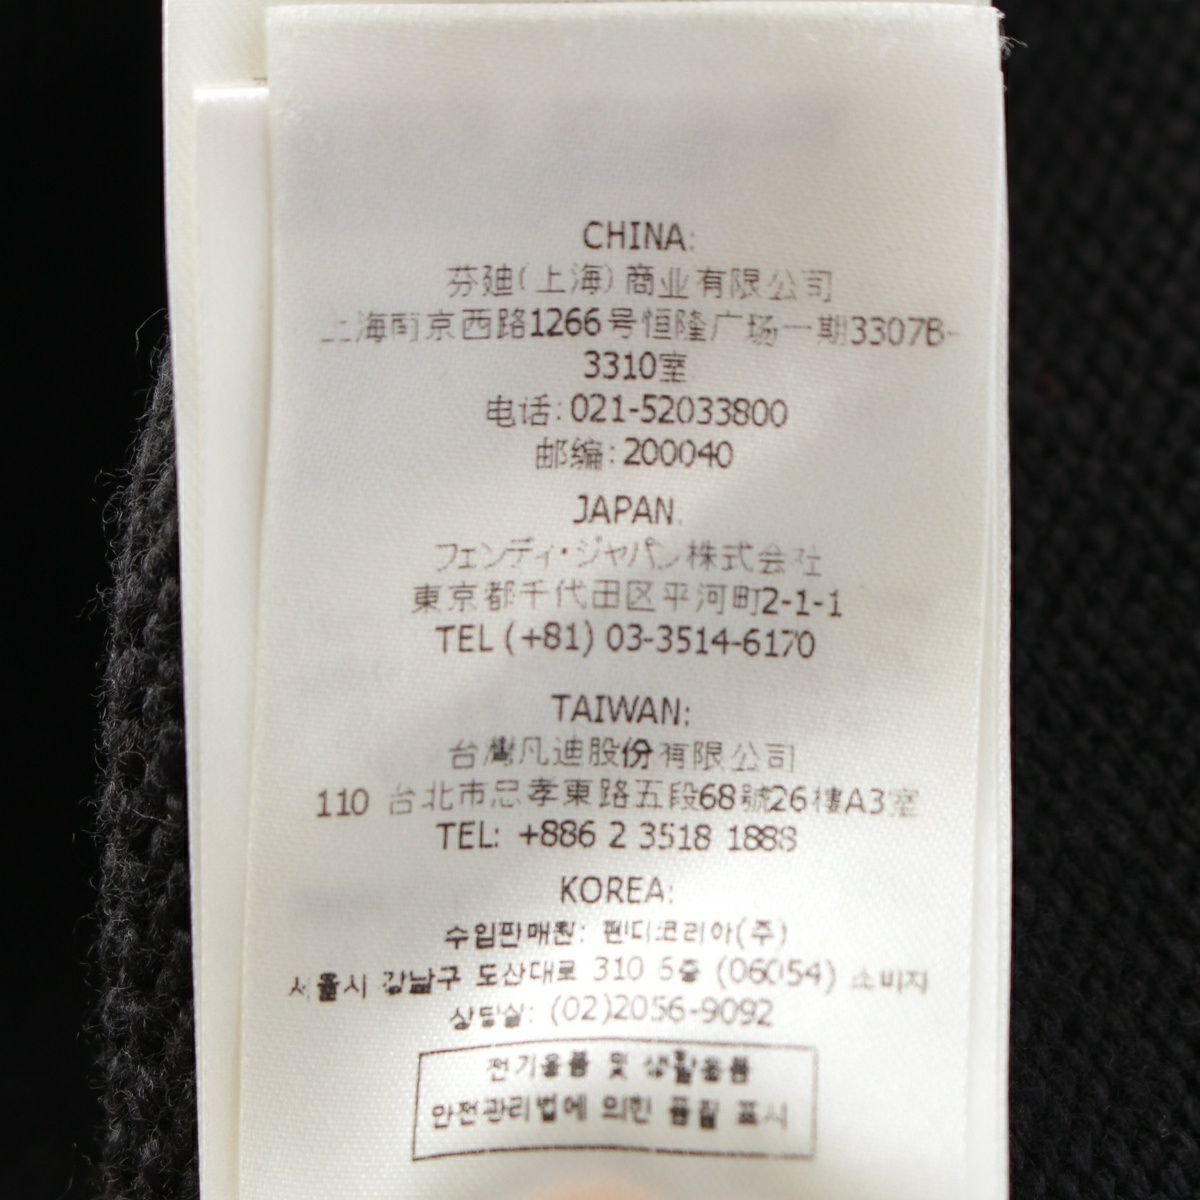 CHINA:
芬迪(上海)商业有限公司
上海南京西路1266号恒隆广场一期3307B-
3310室
电话: 021-52033800
邮编: 200040
JAPAN:
フェンディ・ジャパン株式会社
東京都千代田区平河町2-1-1
TEL (+81) 03-3514-6170
TAIWAN:
台灣凡迪股份有限公司
110 台北市忠孝東路五段68號26樓A3室
TEL: +886 2 3518 1888
KOREA:
수입판매원: 펜디코리아(주)
서울시 강남구 도산대로 310 6층 (06054) 소비자
상담실: (02)2056-9092
전기용품 및 생활용품
안전관리법에 의한 품질 표시